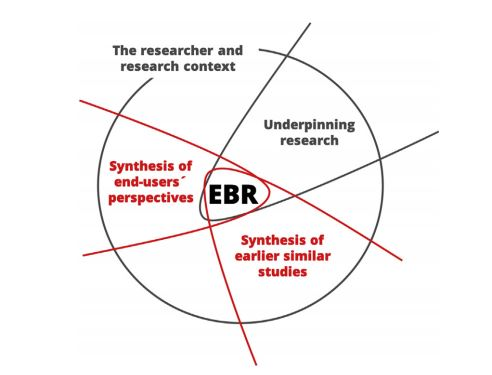 The researcher and
research context
Underpinning
research
Synthesis of
end-users´
perspectives
EBR
Synthesis of
earlier similar
studies